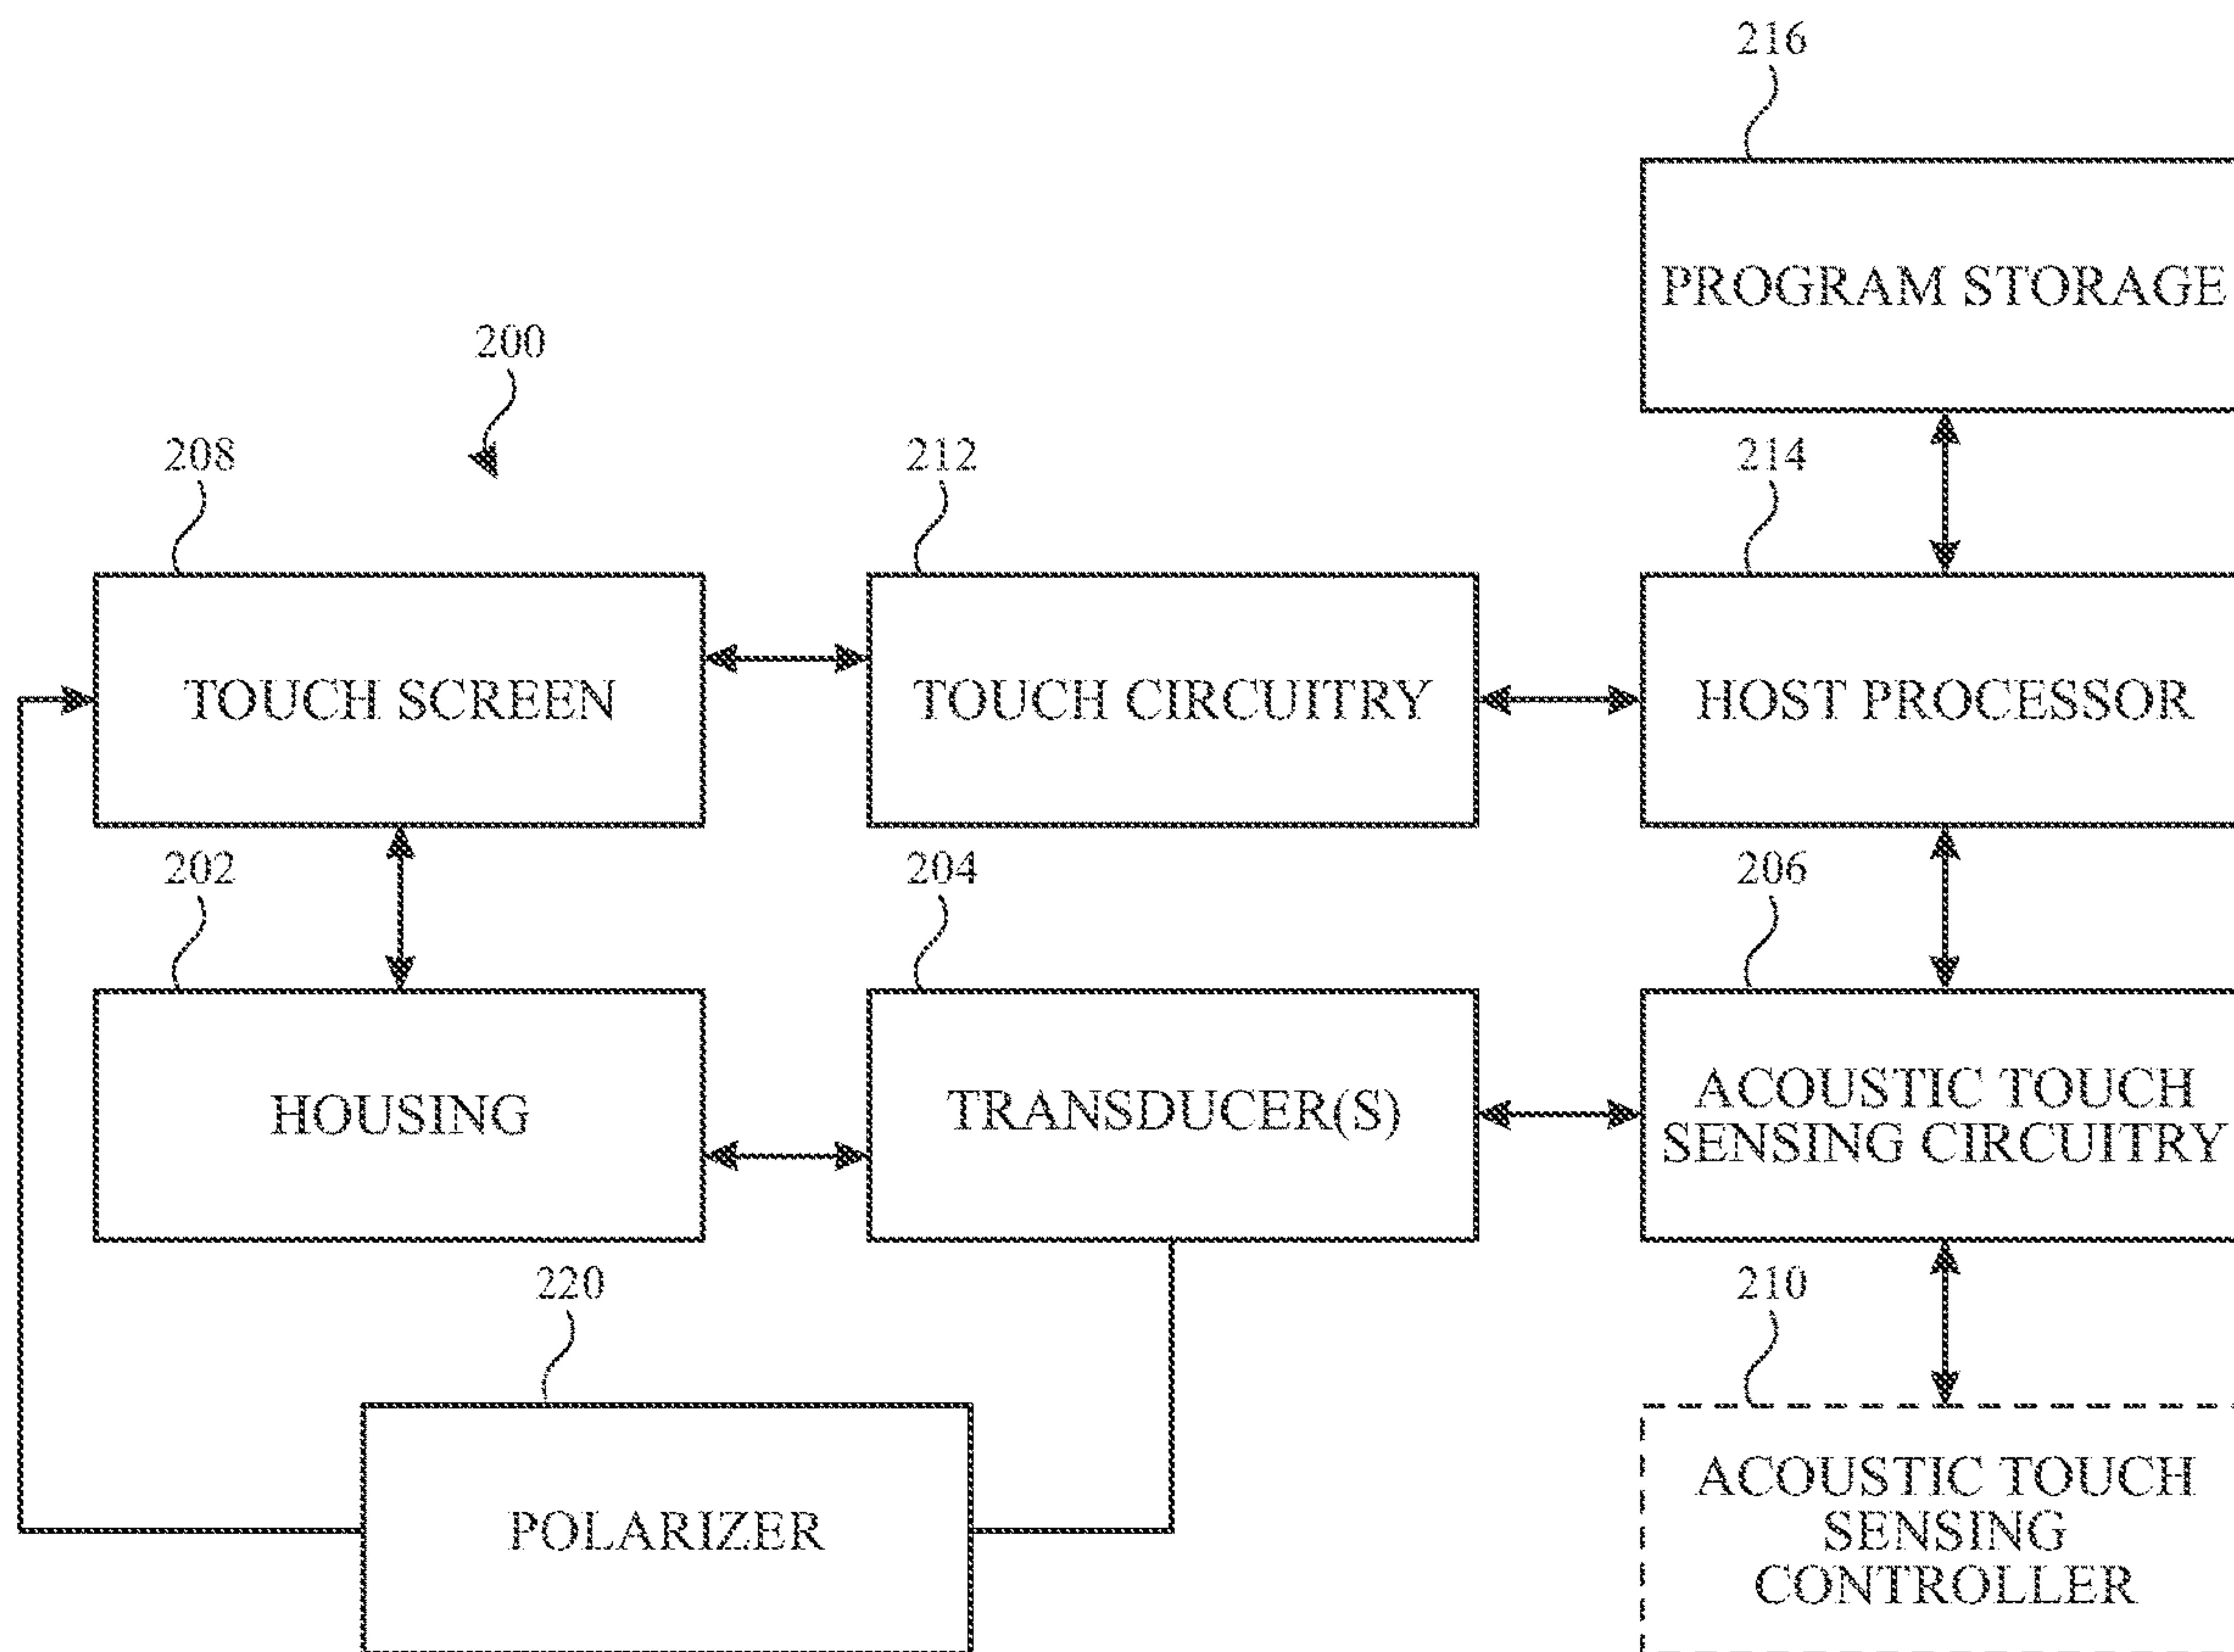 216
PROGRAM STORAGE
200
208
212
214
TOUCH SCREEN
TOUCH CIRCUITRY
HOST PROCESSOR
202
204
206
HOUSING
TRANSDUCER(S)
ACOUSTIC TOUCH
SENSING CIRCUITRY
220
210
POLARIZER
ACOUSTIC TOUCH
SENSING
CONTROLLER